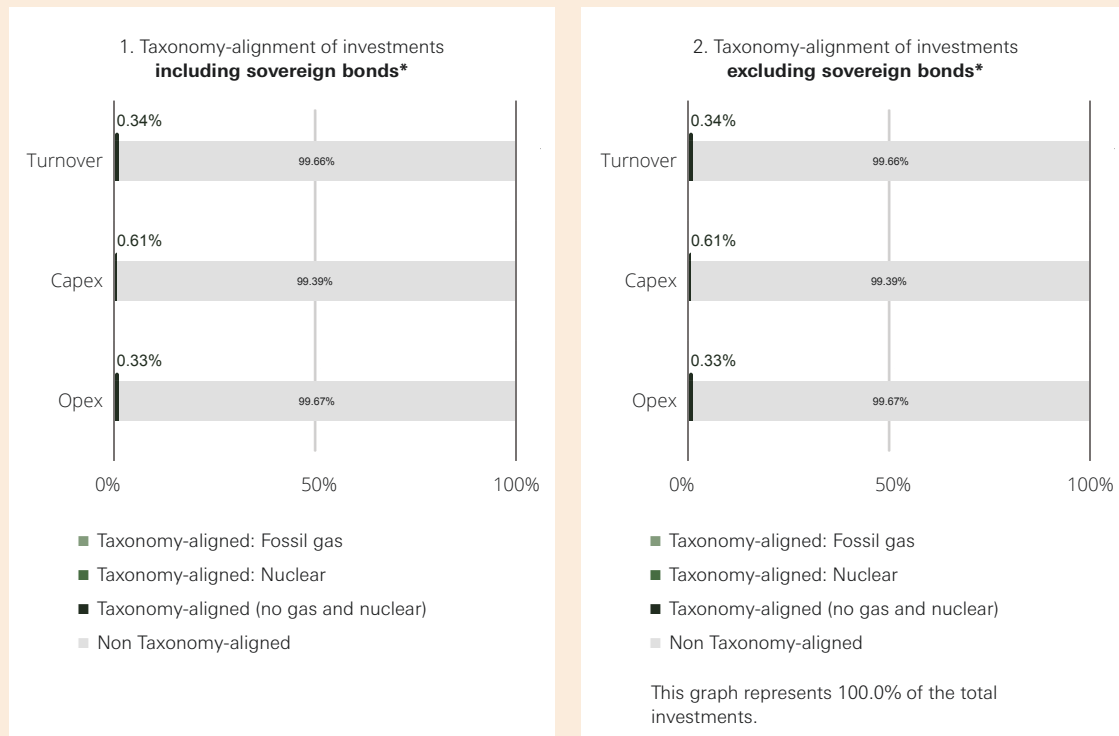 1. Taxonomy-alignment of investments
including sovereign bonds*
0.34%
Turnover
99.66%
0.61%
Capex
99.39%
0.33%
Opex
99.67%
0%
50%
100%
Taxonomy-aligned: Fossil gas
Taxonomy-aligned: Nuclear
Taxonomy-aligned (no gas and nuclear)
Non Taxonomy-aligned
2. Taxonomy-alignment of investments
excluding sovereign bonds*
0.34%
Turnover
99.66%
0.61%
Capex
99.39%
0.33%
Opex
99.67%
0%
50%
100%
Taxonomy-aligned: Fossil gas
Taxonomy-aligned: Nuclear
Taxonomy-aligned (no gas and nuclear)
Non Taxonomy-aligned
This graph represents 100.0% of the total
investments.